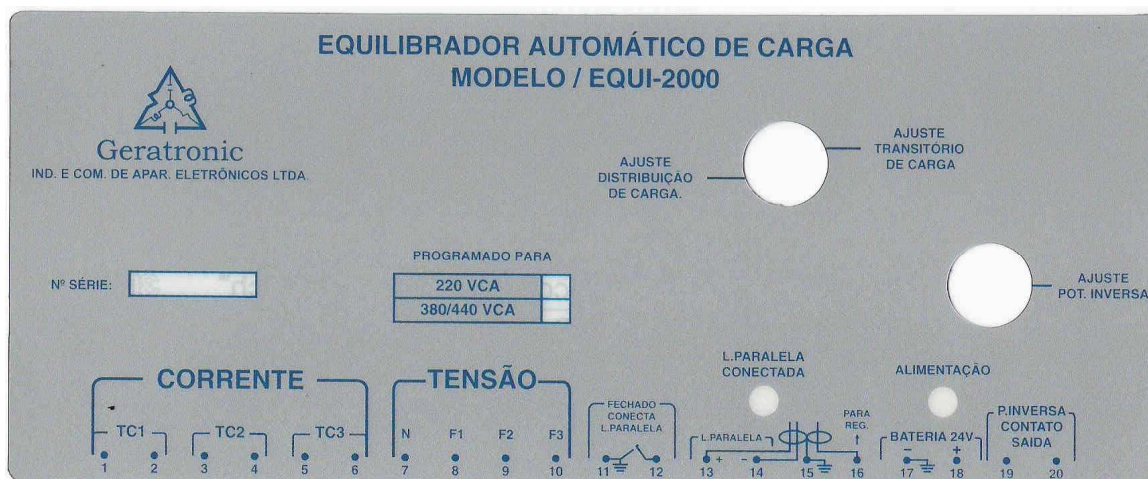 EQUILIBRADOR AUTOMÁTICO DE CARGA
MODELO / EQUI-2000
Geratronic
IND. E COM. DE APAR. ELETRÔNICOS LTDA.
AJUSTE
DISTRIBUIÇÃO
DE CARGA.
AJUSTE
TRANSITÓRIO
DE CARGA
Nº SÉRIE:
PROGRAMADO PARA
220 VCA
380/440 VCA
AJUSTE
POT. INVERSA
CORRENTE
TC1 TC2 TC3
1 2 3 4 5 6
TENSÃO
N F1 F2 F3
7 8 9 10
FECHADO
CONECTA
L.PARALELA
11 12
L.PARALELA
CONECTADA
L.PARALELA
+ -
PARA
REG.
13 14 15 16
ALIMENTAÇÃO
BATERIA 24V
- +
17 18
P.INVERSA
CONTATO
SAIDA
19 20